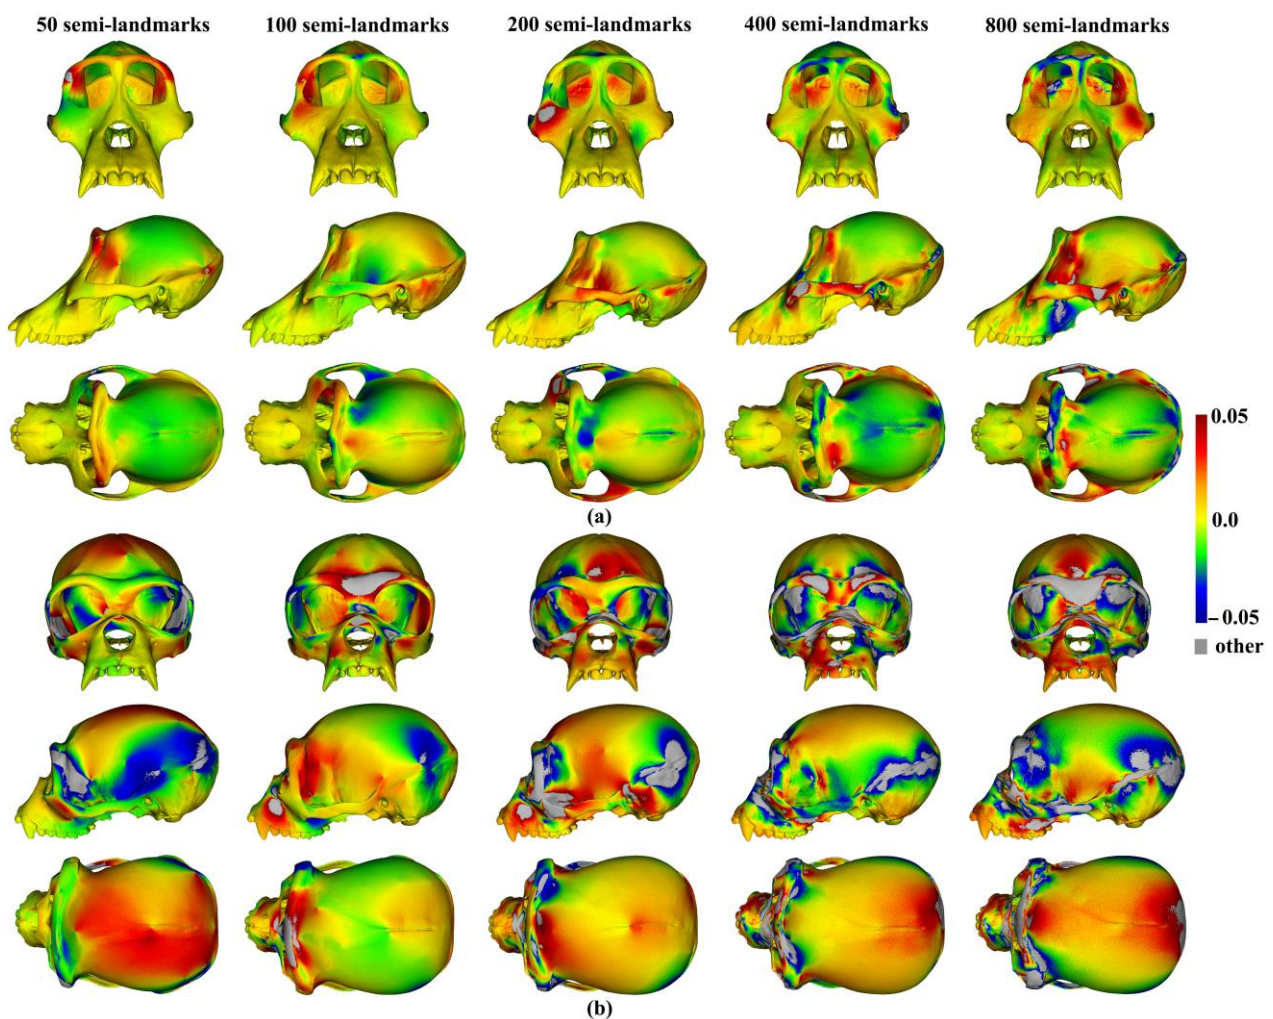 50 semi-landmarks 100 semi-landmarks 200 semi-landmarks 400 semi-landmarks 800 semi-landmarks
0.05
0.0
– 0.05
other
(a)
(b)